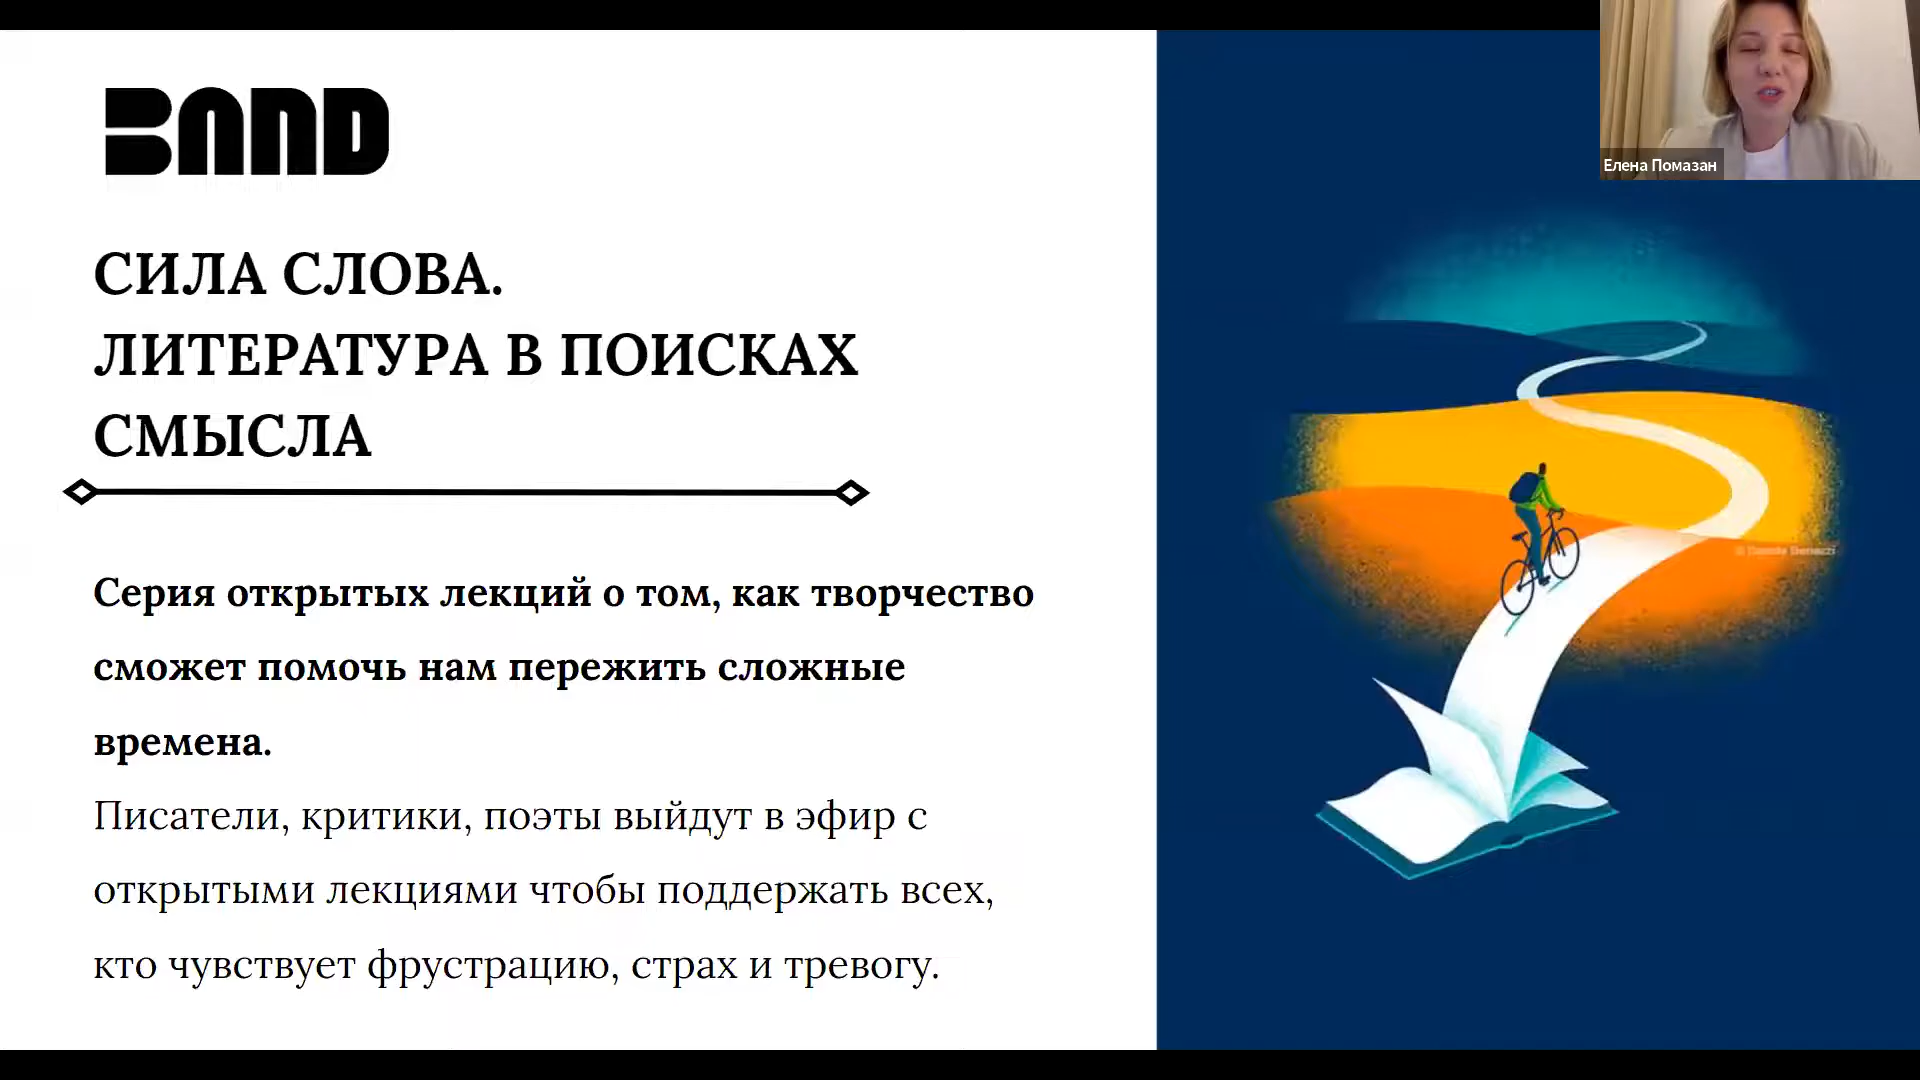 BAND
Елена Помазан
СИЛА СЛОВА.
ЛИТЕРАТУРА В ПОИСКАХ
СМЫСЛА
Серия открытых лекций о том, как творчество
сможет помочь нам пережить сложные
времена.
Писатели, критики, поэты выйдут в эфир с
открытыми лекциями чтобы поддержать всех,
кто чувствует фрустрацию, страх и тревогу.